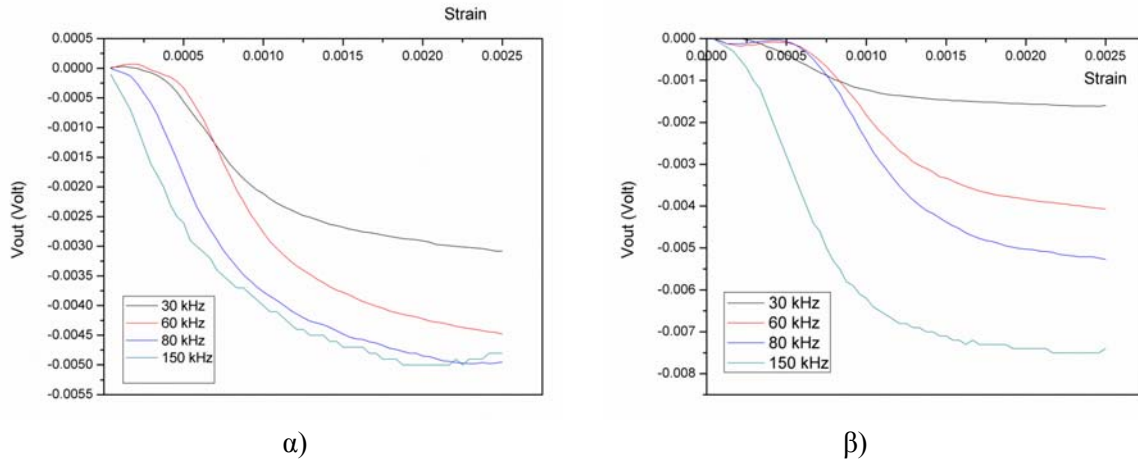 Strain
0.0005
0.0000
-0.0005
-0.0010
-0.0015
-0.0020
-0.0025
-0.0030
-0.0035
-0.0040
-0.0045
-0.0050
-0.0055
0.0005 0.0010 0.0015 0.0020 0.0025
Vout (Volt)
30 kHz
60 kHz
80 kHz
150 kHz
α)
0.000
-0.001
-0.002
-0.003
-0.004
-0.005
-0.006
-0.007
-0.008
0.0000 0.0005 0.0010 0.0015 0.0020 0.0025
Strain
Vout (Volt)
30 kHz
60 kHz
80 kHz
150 kHz
β)